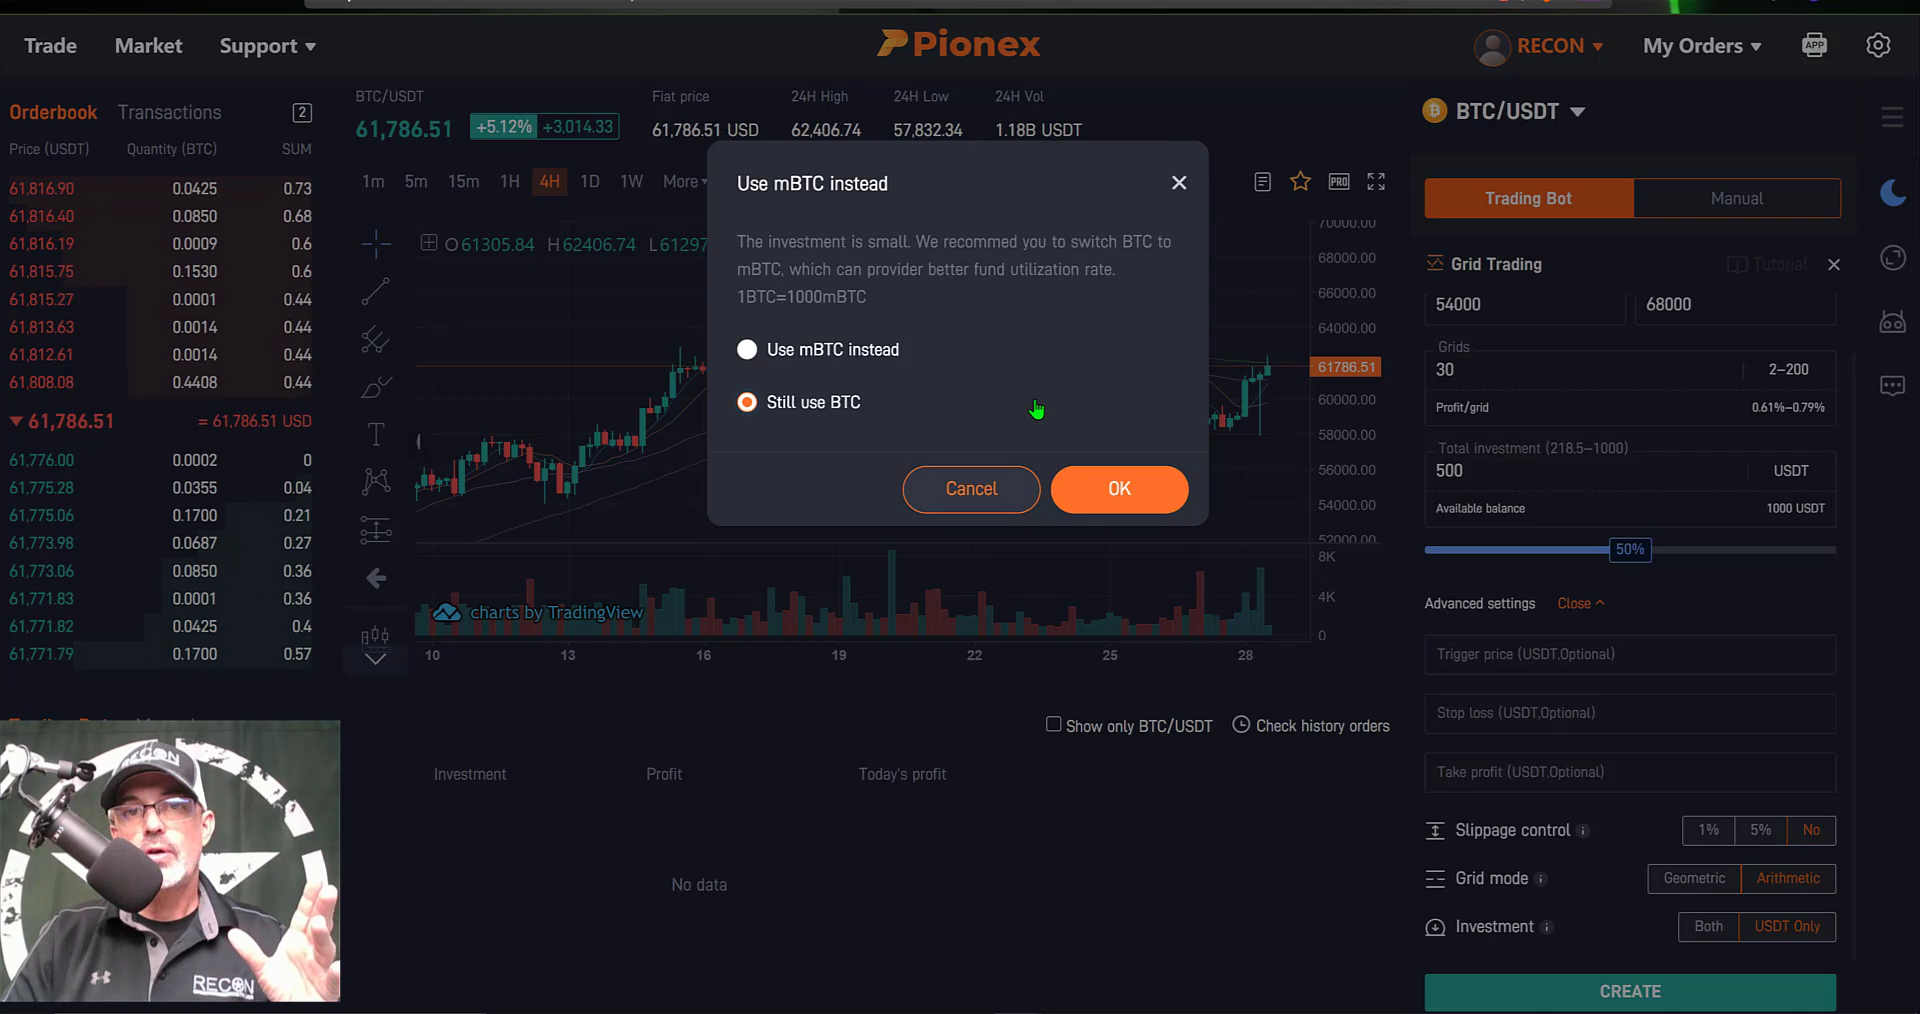 Trade
Market
Support
Pionex
RECON
My Orders
APP
Orderbook
Transactions
2
Price (USDT)
Quantity (BTC)
SUM
61,816.90 0.0425 0.73
61,816.40 0.0850 0.68
61,816.19 0.0009 0.6
61,815.75 0.1530 0.6
61,815.27 0.0001 0.44
61,813.63 0.0014 0.44
61,812.61 0.0014 0.44
61,808.08 0.4408 0.44
61,786.51 = 61,786.51 USD
61,776.00 0.0002 0
61,775.28 0.0355 0.04
61,775.06 0.1700 0.21
61,773.98 0.0687 0.27
61,773.06 0.0850 0.36
61,771.83 0.0001 0.36
61,771.82 0.0425 0.4
61,771.79 0.1700 0.57
BTC/USDT
61,786.51
+5.12% +3,014.33
Fiat price
61,786.51 USD
24H High
62,406.74
24H Low
57,832.34
24H Vol
1.18B USDT
1m 5m 15m 1H 4H 1D 1W More
PRO
O61305.84 H62406.74 L61297
Use mBTC instead
The investment is small. We recommed you to switch BTC to
mBTC, which can provider better fund utilization rate.
1BTC=1000mBTC
Use mBTC instead
Still use BTC
Cancel
OK
70000.00
68000.00
66000.00
64000.00
61786.51
60000.00
58000.00
56000.00
54000.00
52000.00
8K
4K
0
charts by TradingView
10 13 16 19 22 25 28
Show only BTC/USDT
Check history orders
Investment
Profit
Today's profit
No data
BTC/USDT
Trading Bot
Manual
Grid Trading
Tutorial
54000
68000
Grids
30
2–200
Profit/grid
0.61%–0.79%
Total investment (218.5–1000)
500
USDT
Available balance
1000 USDT
50%
Advanced settings
Close
Trigger price (USDT,Optional)
Stop loss (USDT,Optional)
Take profit (USDT,Optional)
Slippage control
1% 5% No
Grid mode
Geometric Arithmetic
Investment
Both USDT Only
CREATE
RECON
RECON